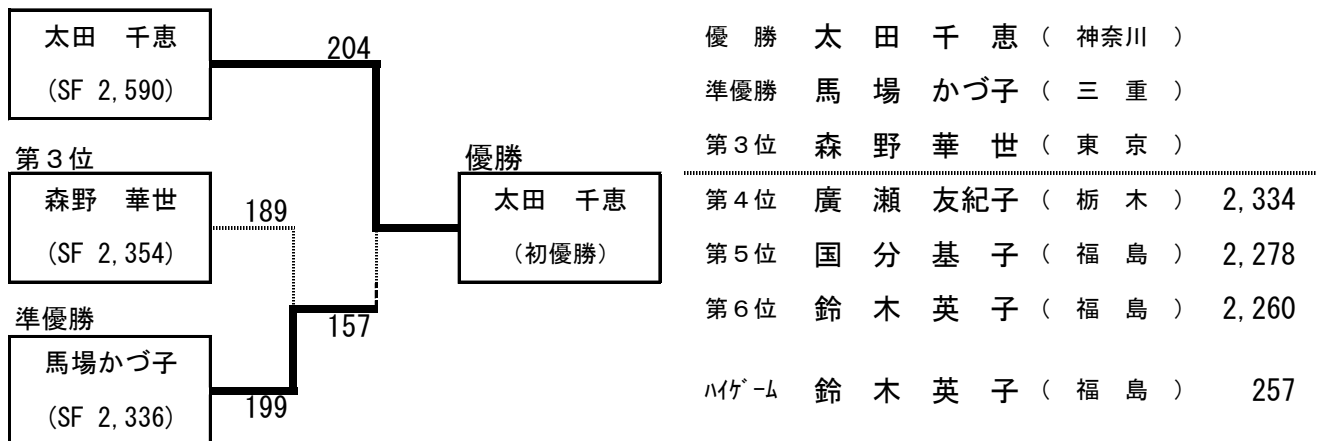 太田　千恵
(SF 2,590)
204
第３位
森野　華世
(SF 2,354)
189
準優勝
馬場かづ子
(SF 2,336)
199
157
優勝
太田　千恵
(初優勝)
優　勝　太　田　千　恵 （　神奈川　）
準優勝　馬　場　かづ子 （　三　重　）
第３位　森　野　華　世 （　東　京　）
第４位　廣　瀬　友紀子 （　栃　木　） 2,334
第５位　国　分　基　子 （　福　島　） 2,278
第６位　鈴　木　英　子 （　福　島　） 2,260
ﾊｲｹﾞｰﾑ　鈴　木　英　子 （　福　島　） 257